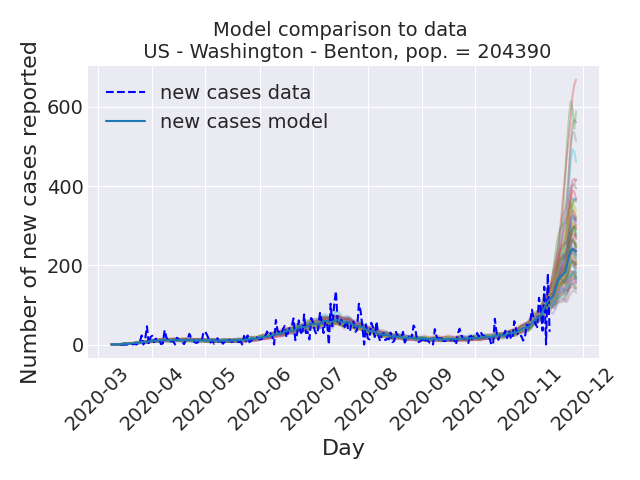 Model comparison to data
US - Washington - Benton, pop. = 204390
Number of new cases reported
600
400
200
0
new cases data
new cases model
2020-03
2020-04
2020-05
2020-06
2020-07
2020-08
2020-09
2020-10
2020-11
2020-12
Day